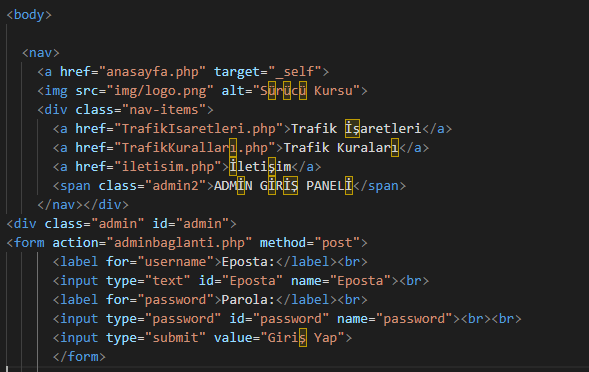 <body>
<nav>
<a href="anasayfa.php" target="_self">
<img src="img/logo.png" alt="Sürücü Kursu">
<div class="nav-items">
<a href="TrafikIsaretleri.php">Trafik İşaretleri</a>
<a href="TrafikKuralları.php">Trafik Kuraları</a>
<a href="iletisim.php">İletişim</a>
<span class="admin2">ADMİN GİRİŞ PANELİ</span>
</nav></div>
<div class="admin" id="admin">
<form action="adminbaglanti.php" method="post">
<label for="username">Eposta:</label><br>
<input type="text" id="Eposta" name="Eposta"><br>
<label for="password">Parola:</label><br>
<input type="password" id="password" name="password"><br><br>
<input type="submit" value="Giriş Yap">
</form>